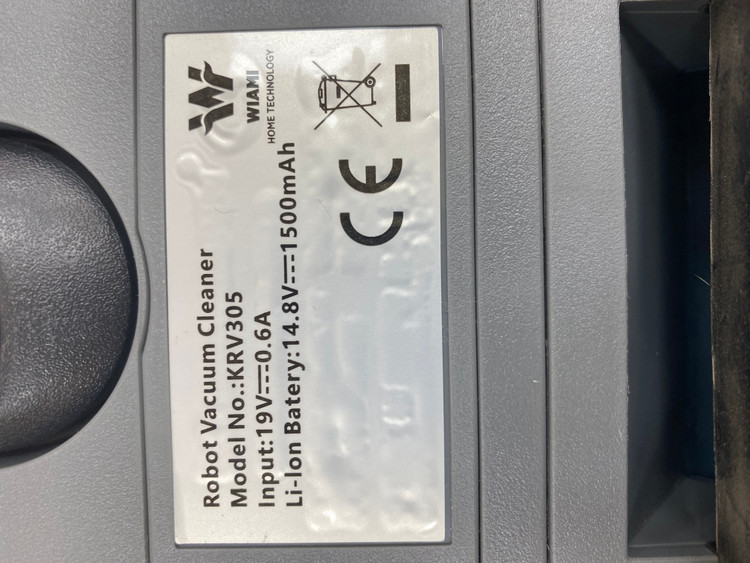 WIAMI
HOME TECHNOLOGY
Robot Vacuum Cleaner
Model No.:KRV305
Input:19V⎓0.6A
Li-Ion Batery:14.8V⎓1500mAh
CE